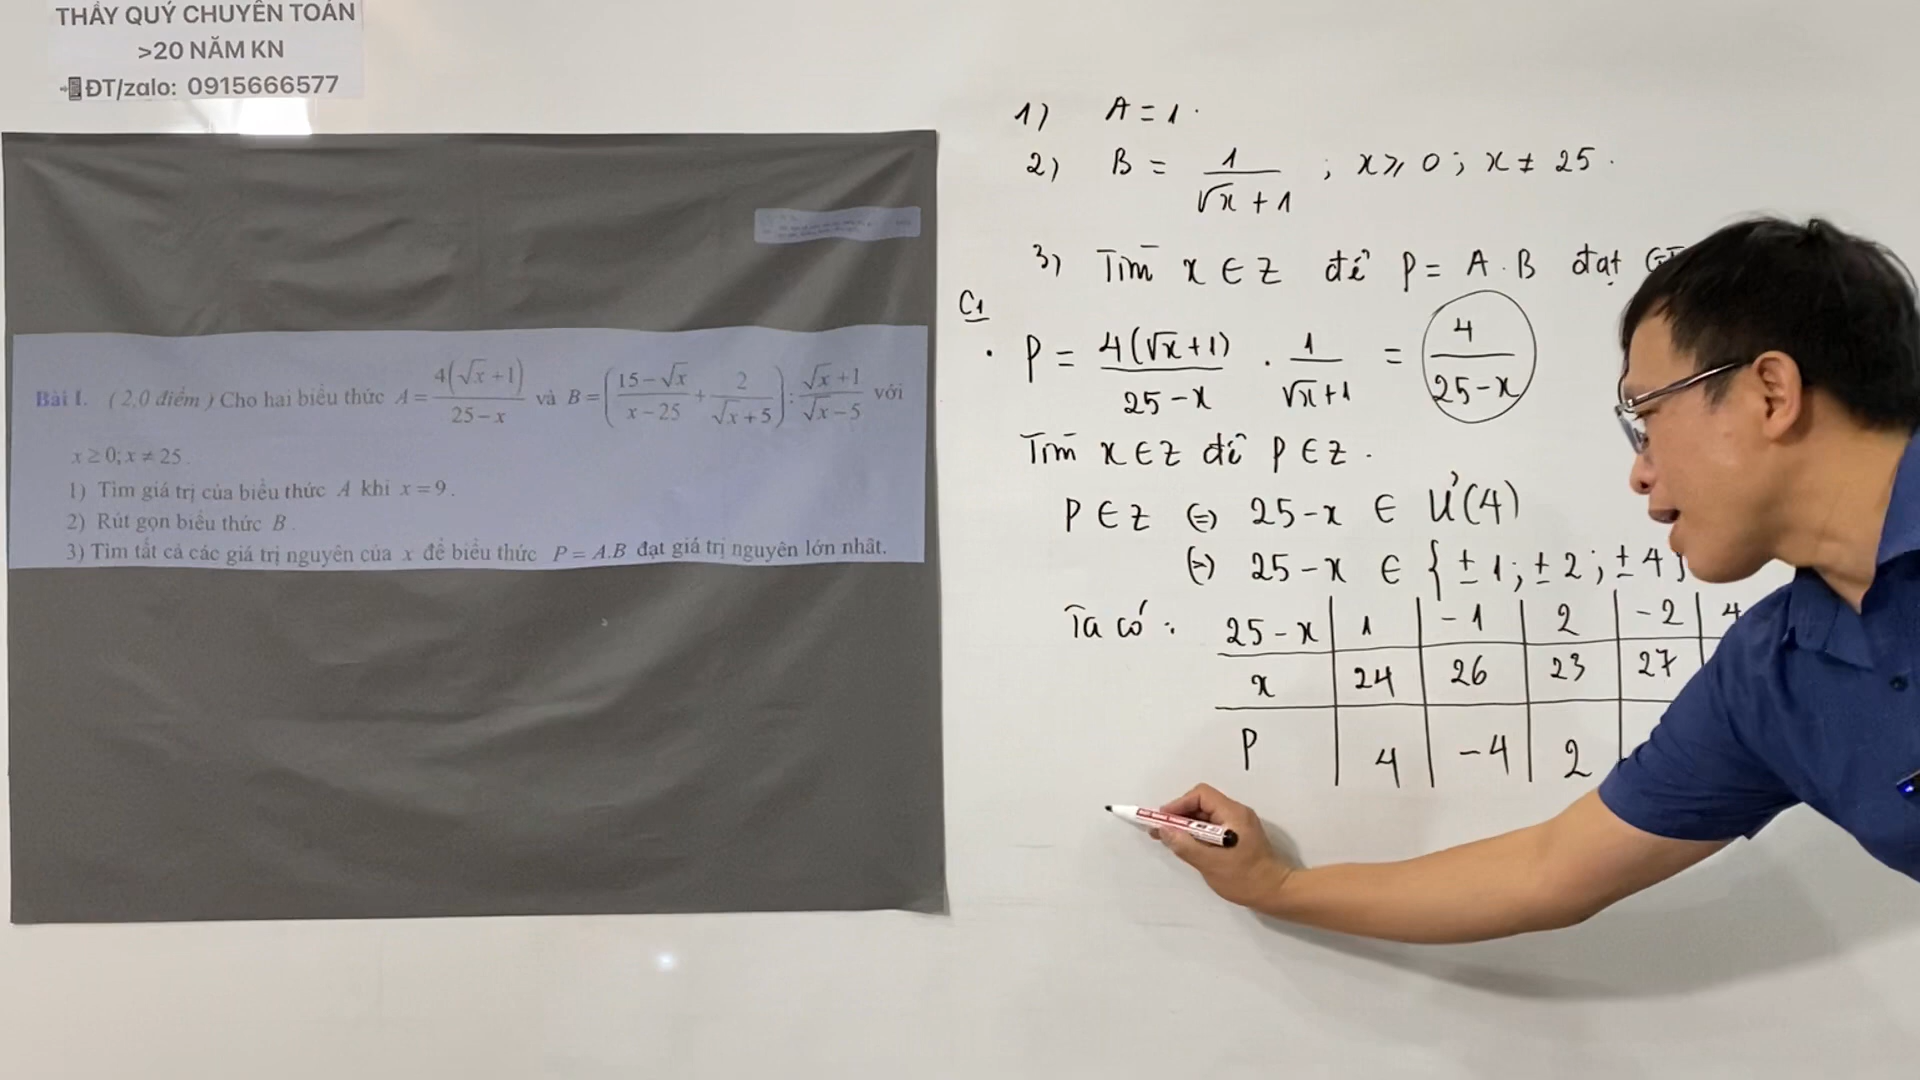 THẦY QUÝ CHUYÊN TOÁN
>20 NĂM KN
ĐT/zalo: 0915666577
Bài I. ( 2,0 điểm ) Cho hai biểu thức A = 4(√x+1)/(25-x) và B = ((15-√x)/(x-25) + 2/(√x+5)) : (√x+1)/(√x-5) với
x ≥ 0; x ≠ 25.
1) Tìm giá trị của biểu thức A khi x = 9.
2) Rút gọn biểu thức B.
3) Tìm tất cả các giá trị nguyên của x để biểu thức P = A.B đạt giá trị nguyên lớn nhất.
1) A = 1.
2) B = 1/(√x+1) ; x ⩾ 0 ; x ≠ 25.
3) Tìm x ∈ Z để P = A.B đạt
C1
. P = 4(√x+1)/(25-x) . 1/(√x+1) = 4/(25-x)
Tìm x ∈ Z để P ∈ Z.
P ∈ Z (=) 25-x ∈ Ư(4)
(=) 25-x ∈ {±1; ±2; ±4}
Ta có: 25-x | 1 | -1 | 2 | -2 | 4
x | 24 | 26 | 23 | 27
P | 4 | -4 | 2